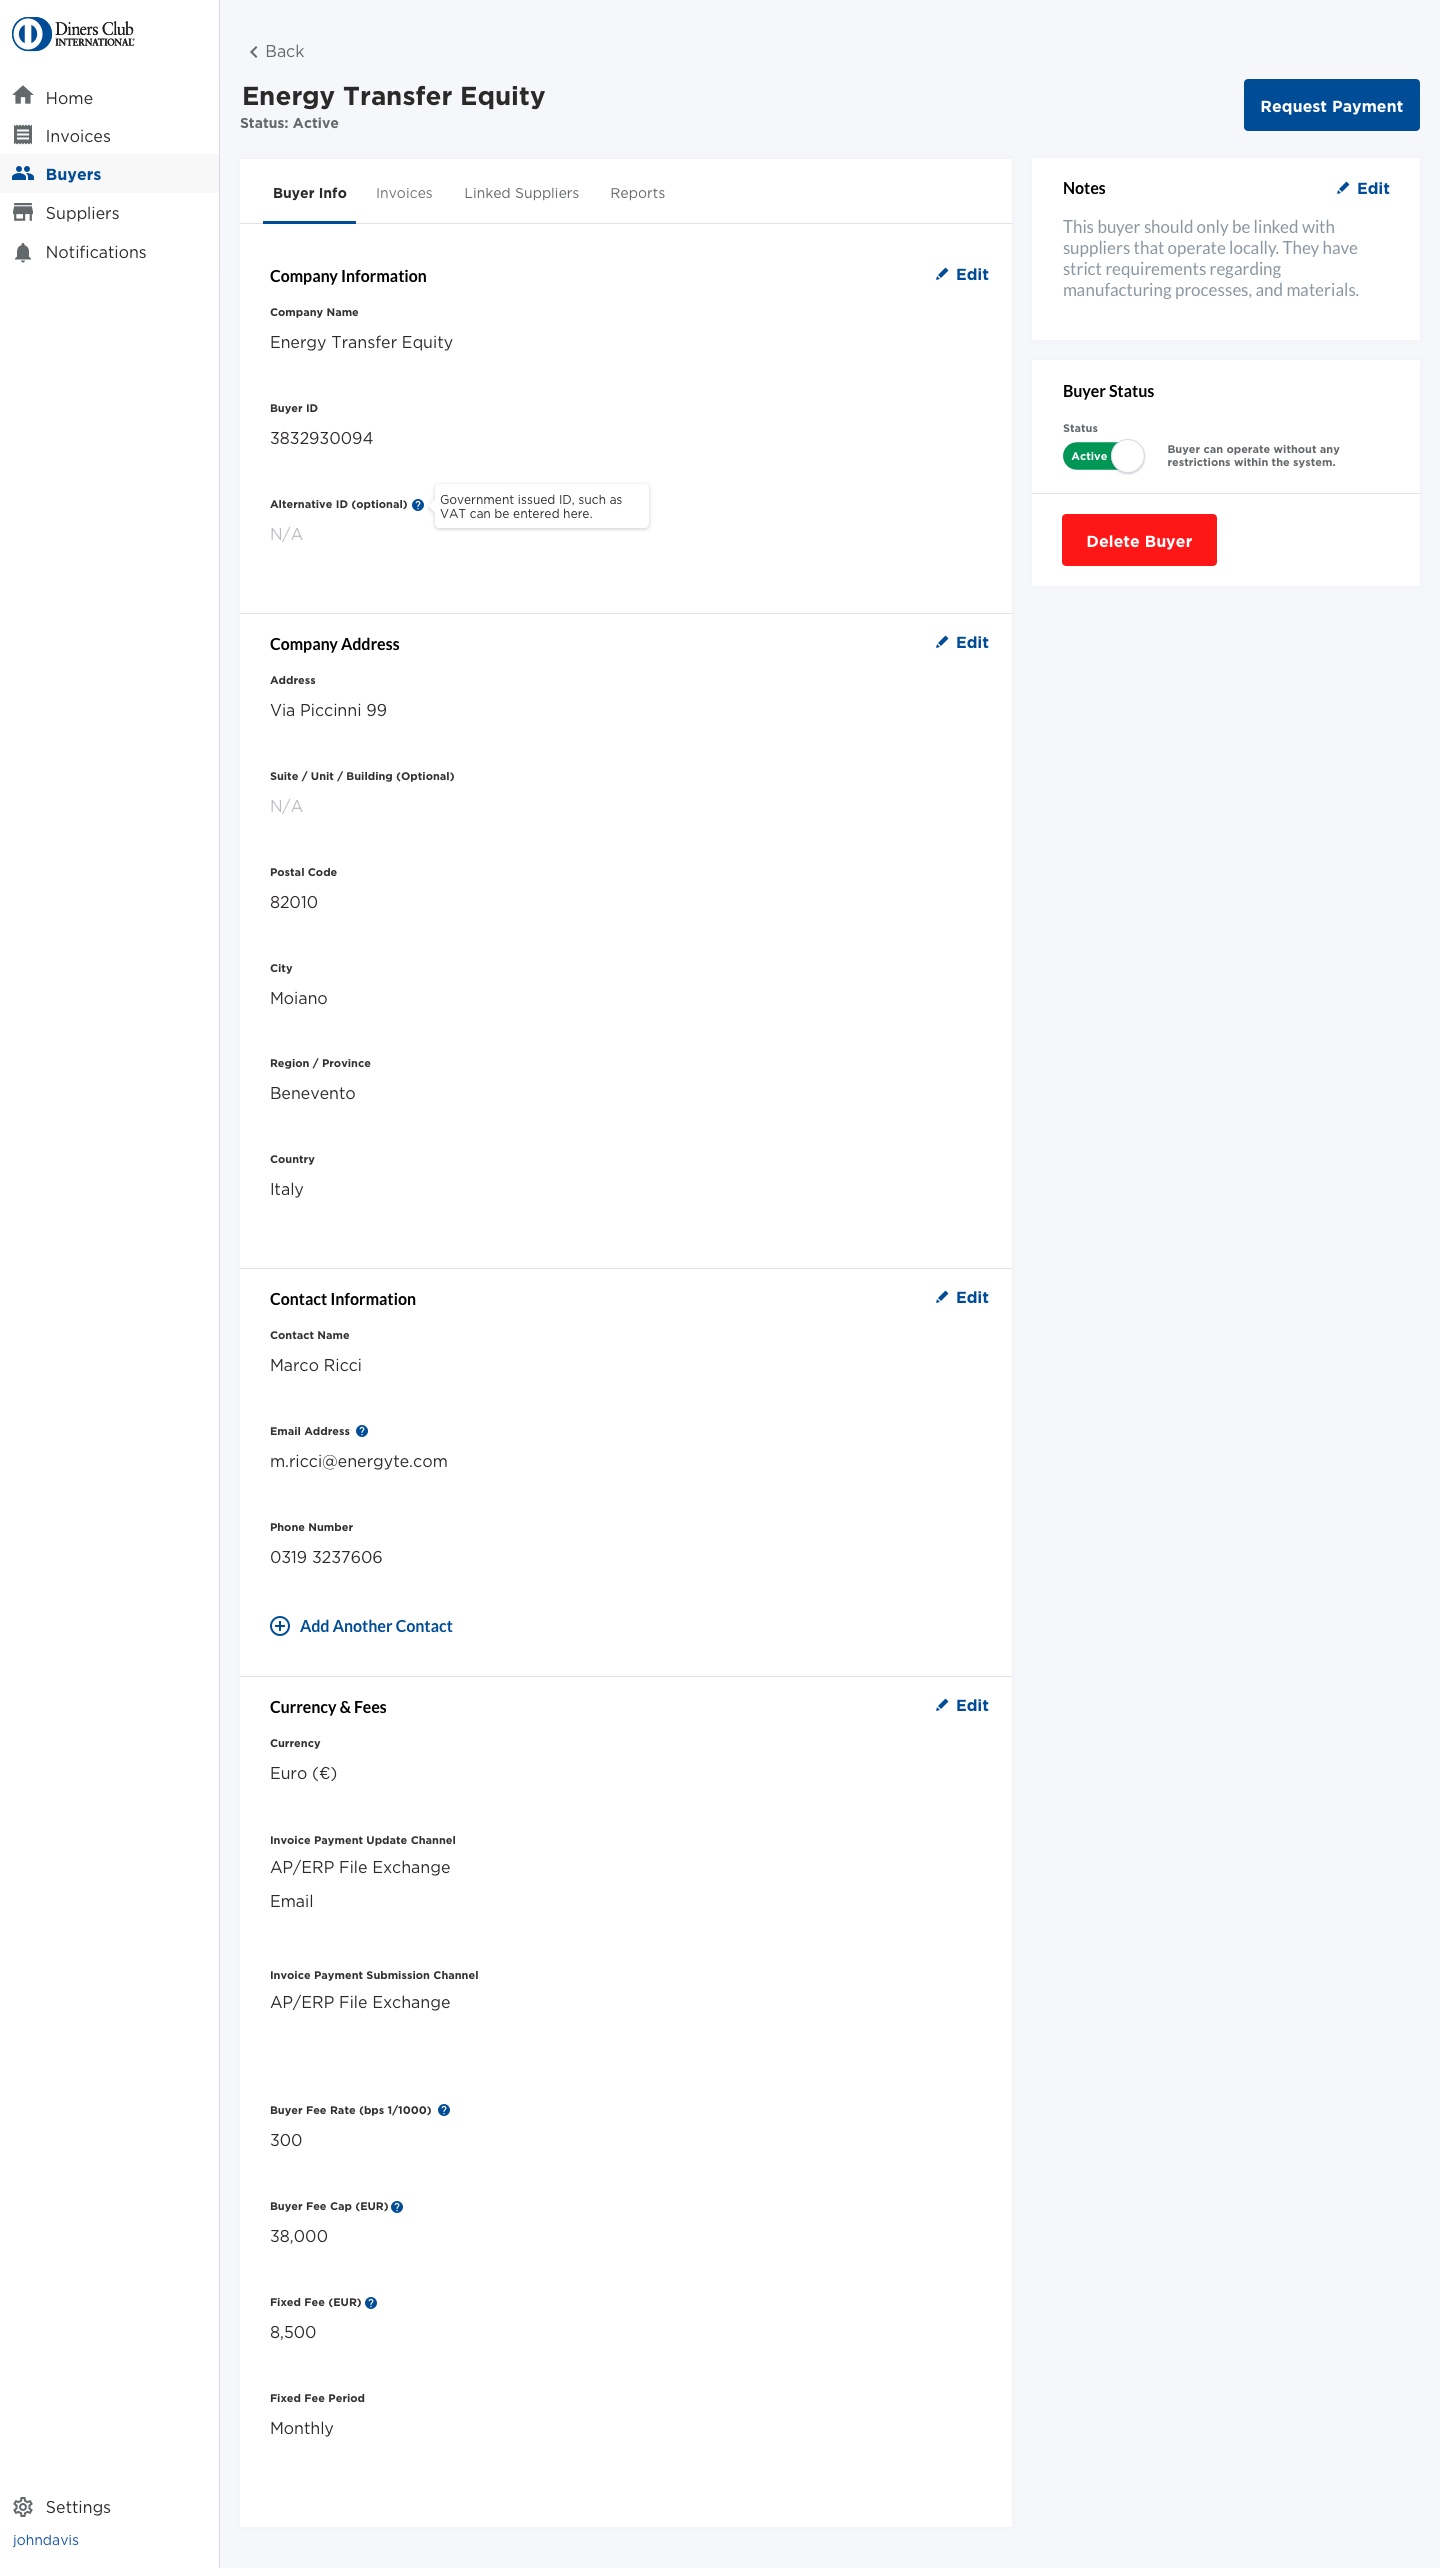 Diners Club
INTERNATIONAL
Home
Invoices
Buyers
Suppliers
Notifications
Settings
johndavis
Back
Energy Transfer Equity
Status: Active
Request Payment
Buyer Info Invoices Linked Suppliers Reports
Company Information
Edit
Company Name
Energy Transfer Equity
Buyer ID
3832930094
Alternative ID (optional) ?
Government issued ID, such as
VAT can be entered here.
N/A
Company Address
Edit
Address
Via Piccinni 99
Suite / Unit / Building (Optional)
N/A
Postal Code
82010
City
Moiano
Region / Province
Benevento
Country
Italy
Contact Information
Edit
Contact Name
Marco Ricci
Email Address ?
m.ricci@energyte.com
Phone Number
0319 3237606
Add Another Contact
Currency & Fees
Edit
Currency
Euro (€)
Invoice Payment Update Channel
AP/ERP File Exchange
Email
Invoice Payment Submission Channel
AP/ERP File Exchange
Buyer Fee Rate (bps 1/1000) ?
300
Buyer Fee Cap (EUR) ?
38,000
Fixed Fee (EUR) ?
8,500
Fixed Fee Period
Monthly
Notes
Edit
This buyer should only be linked with
suppliers that operate locally. They have
strict requirements regarding
manufacturing processes, and materials.
Buyer Status
Status
Active
Buyer can operate without any
restrictions within the system.
Delete Buyer